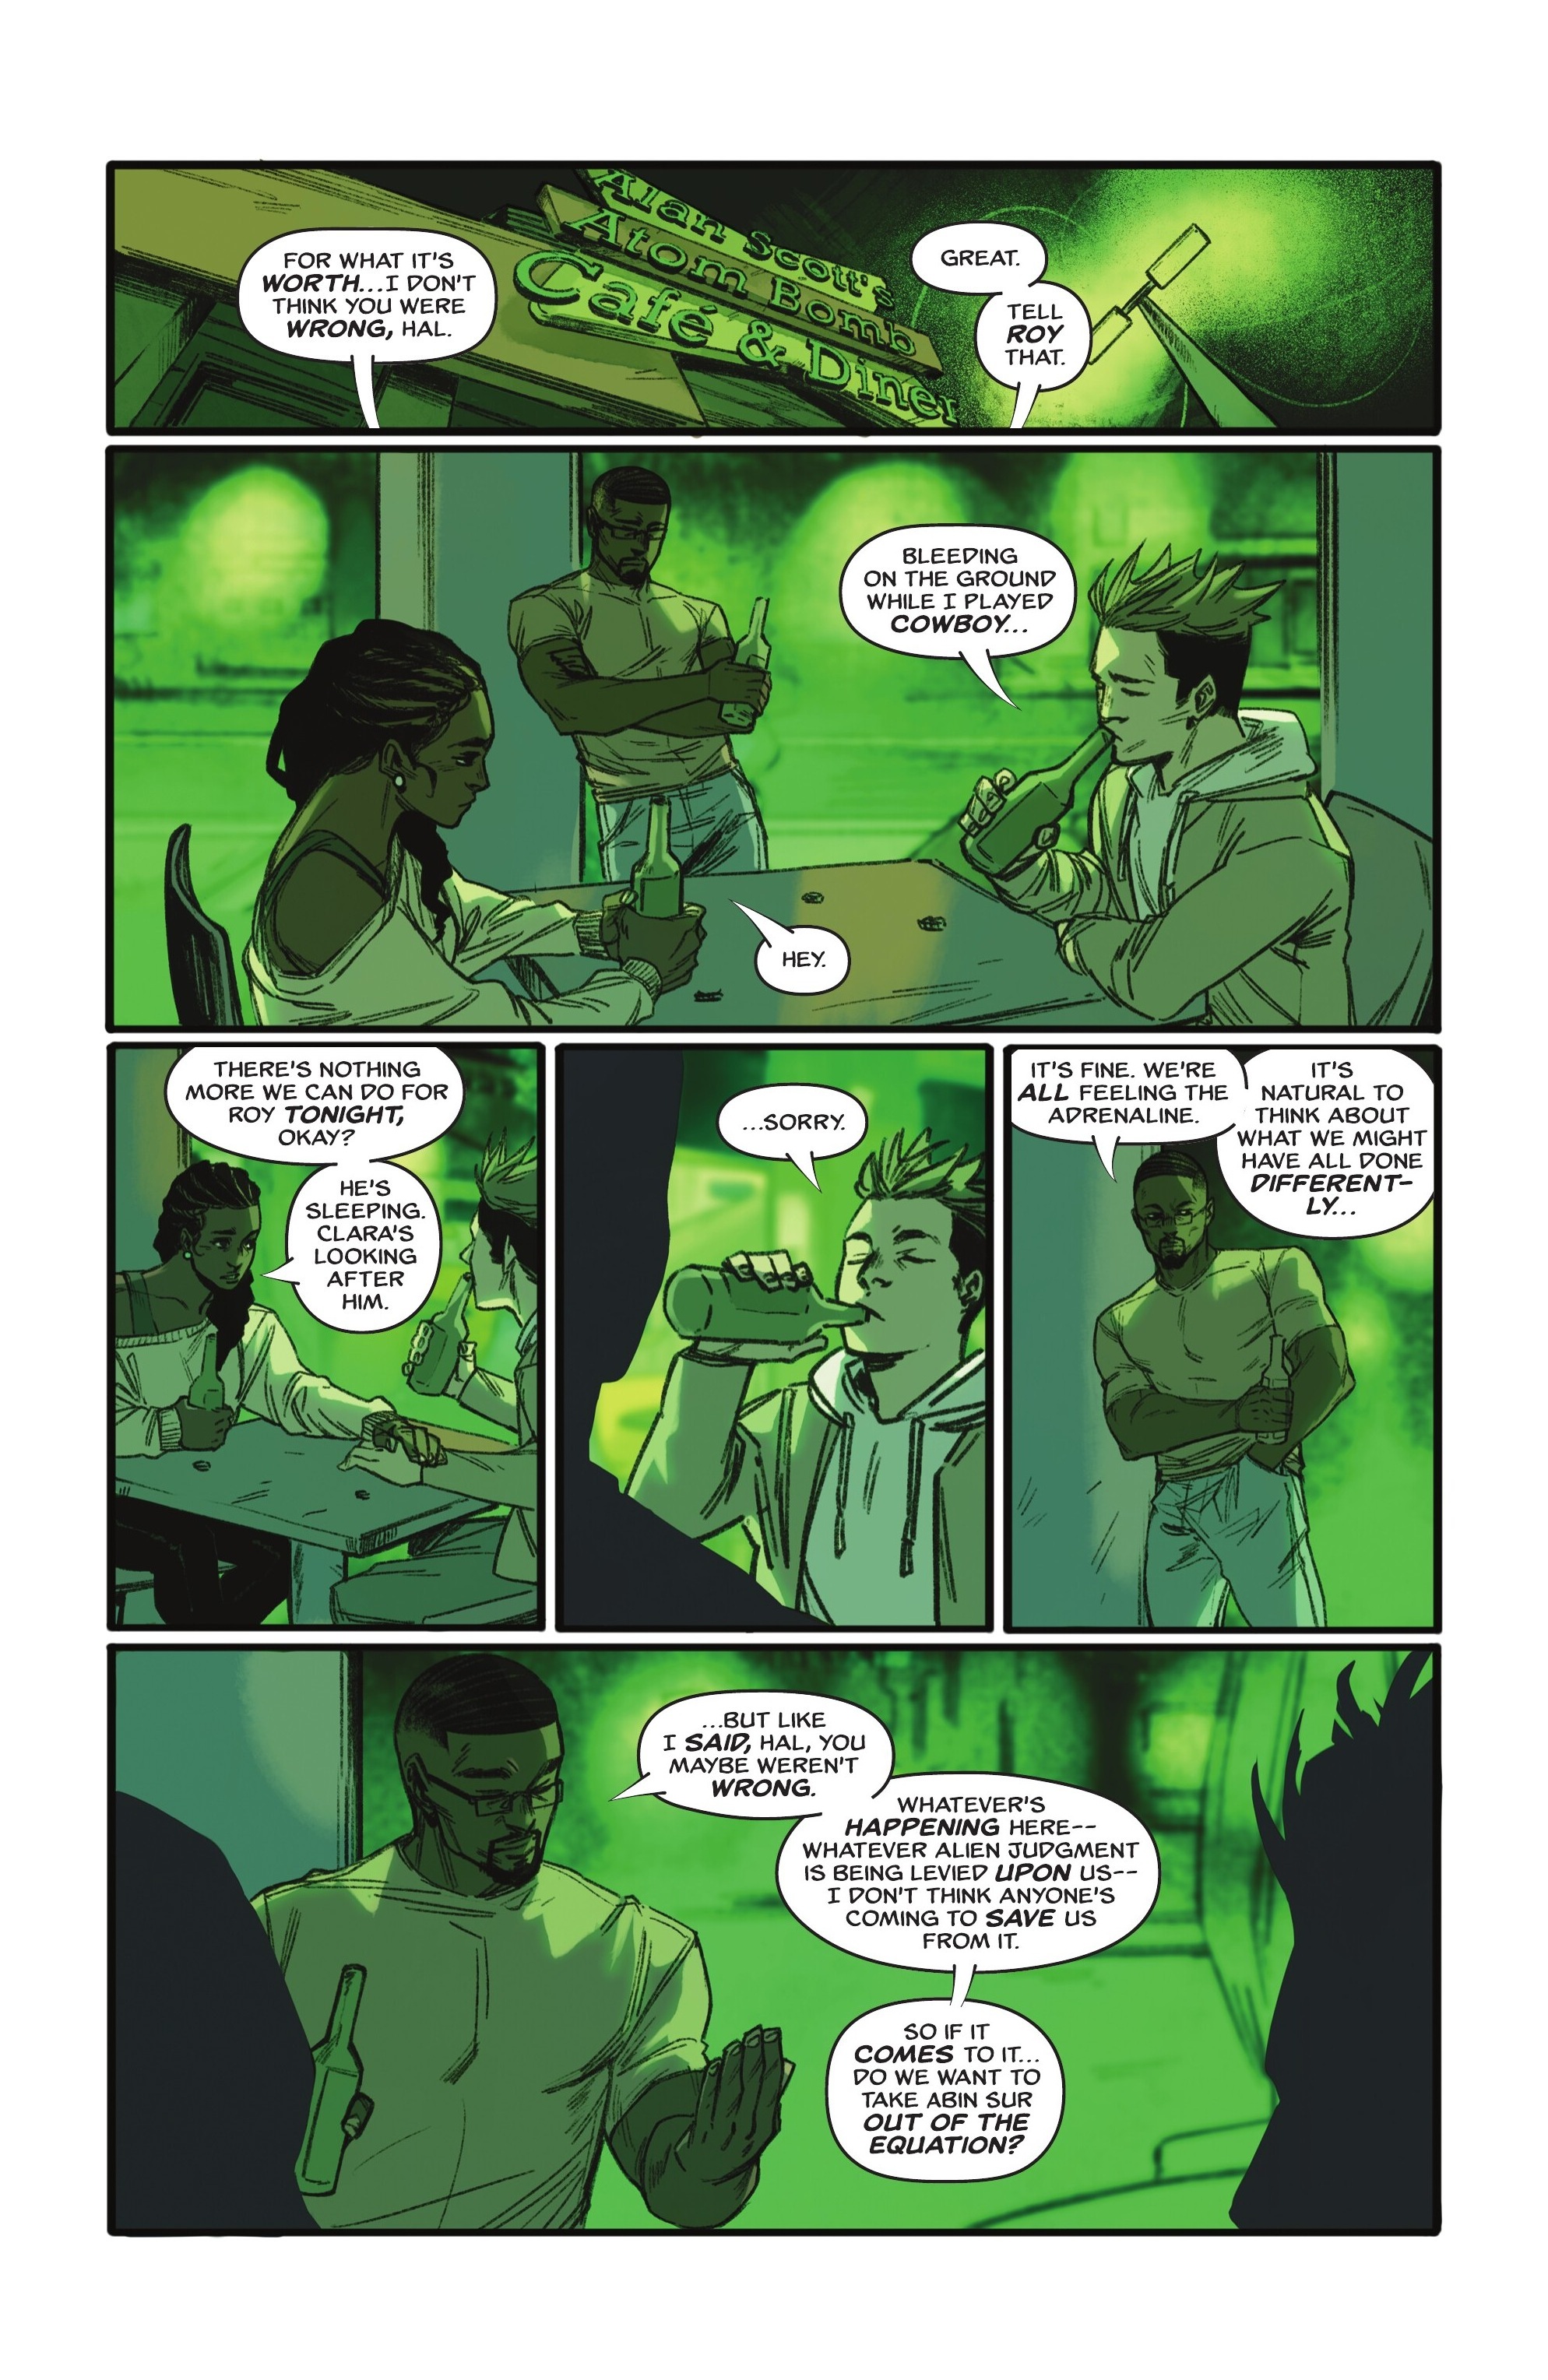 FOR WHAT IT'S
WORTH...I DON'T
THINK YOU WERE
WRONG, HAL.
Alan Scott's
Atom Bomb
Café & Diner
GREAT.
TELL
ROY
THAT.
BLEEDING
ON THE GROUND
WHILE I PLAYED
COWBOY...
HEY.
THERE'S NOTHING
MORE WE CAN DO FOR
ROY TONIGHT,
OKAY?
HE'S
SLEEPING.
CLARA'S
LOOKING
AFTER
HIM.
...SORRY.
IT'S FINE. WE'RE
ALL FEELING THE
ADRENALINE.
IT'S
NATURAL TO
THINK ABOUT
WHAT WE MIGHT
HAVE ALL DONE
DIFFERENT-
LY...
...BUT LIKE
I SAID, HAL, YOU
MAYBE WEREN'T
WRONG.
WHATEVER'S
HAPPENING HERE--
WHATEVER ALIEN JUDGMENT
IS BEING LEVIED UPON US--
I DON'T THINK ANYONE'S
COMING TO SAVE US
FROM IT.
SO IF IT
COMES TO IT...
DO WE WANT TO
TAKE ABIN SUR
OUT OF THE
EQUATION?